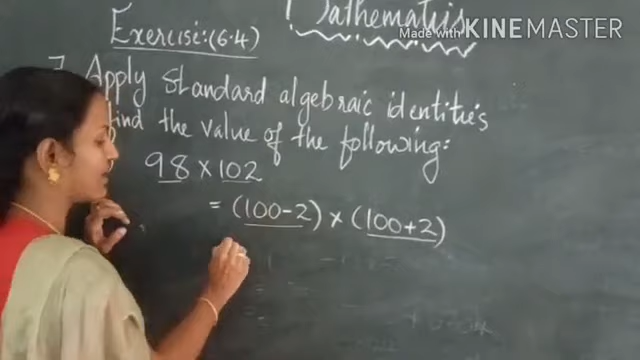 Mathematics
Made with KINEMASTER
Exercise:(6.4)
7. Apply standard algebraic identities
find the value of the following:
98 × 102
= (100-2) × (100+2)